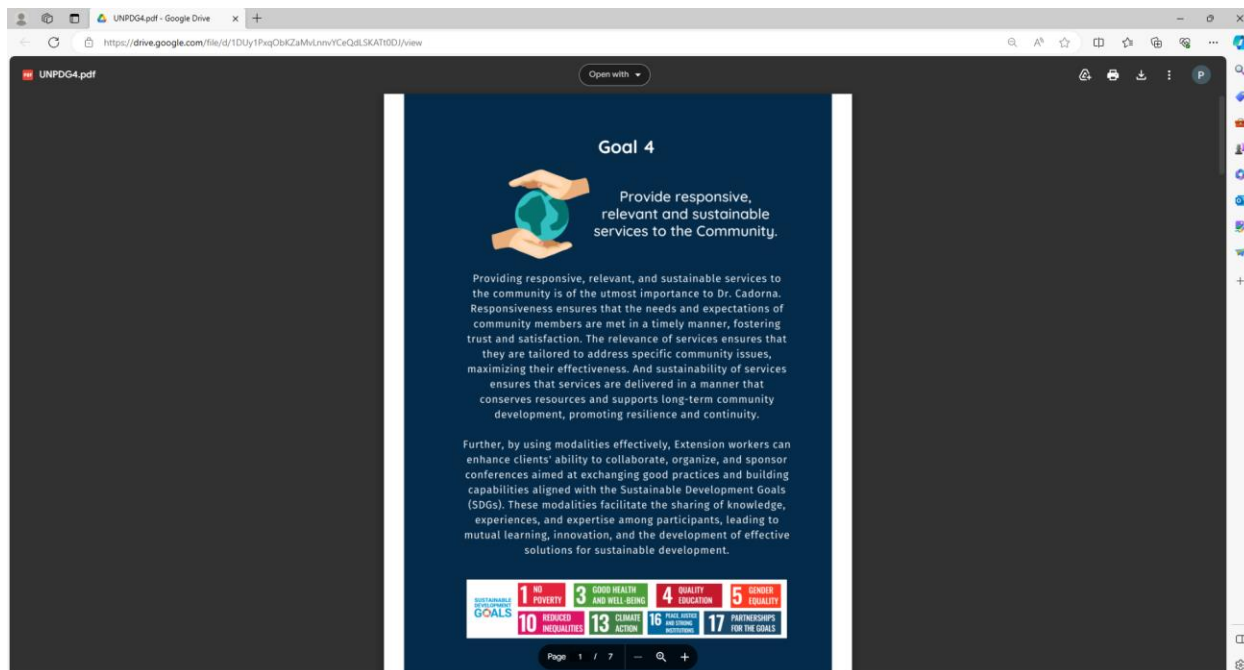 UNPDG4.pdf - Google Drive
https://drive.google.com/file/d/1DUy1PxqObKZaMvLnnvYCeQdLSKATt0DJ/view
UNPDG4.pdf
Open with
P
Goal 4
Provide responsive,
relevant and sustainable
services to the Community.
Providing responsive, relevant, and sustainable services to
the community is of the utmost importance to Dr. Cadorna.
Responsiveness ensures that the needs and expectations of
community members are met in a timely manner, fostering
trust and satisfaction. The relevance of services ensures that
they are tailored to address specific community issues,
maximizing their effectiveness. And sustainability of services
ensures that services are delivered in a manner that
conserves resources and supports long-term community
development, promoting resilience and continuity.
Further, by using modalities effectively, Extension workers can
enhance clients' ability to collaborate, organize, and sponsor
conferences aimed at exchanging good practices and building
capabilities aligned with the Sustainable Development Goals
(SDGs). These modalities facilitate the sharing of knowledge,
experiences, and expertise among participants, leading to
mutual learning, innovation, and the development of effective
solutions for sustainable development.
SUSTAINABLE
DEVELOPMENT
GOALS
1 NO
POVERTY
3 GOOD HEALTH
AND WELL-BEING
4 QUALITY
EDUCATION
5 GENDER
EQUALITY
10 REDUCED
INEQUALITIES
13 CLIMATE
ACTION
16 PEACE, JUSTICE
AND STRONG
INSTITUTIONS
17 PARTNERSHIPS
FOR THE GOALS
Page 1 / 7